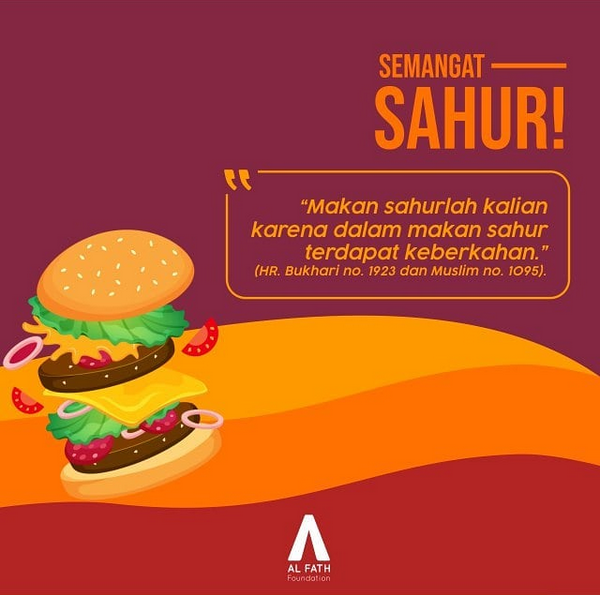 SEMANGAT
SAHUR!
“Makan sahurlah kalian
karena dalam makan sahur
terdapat keberkahan.”
(HR. Bukhari no. 1923 dan Muslim no. 1095).
AL FATH
Foundation